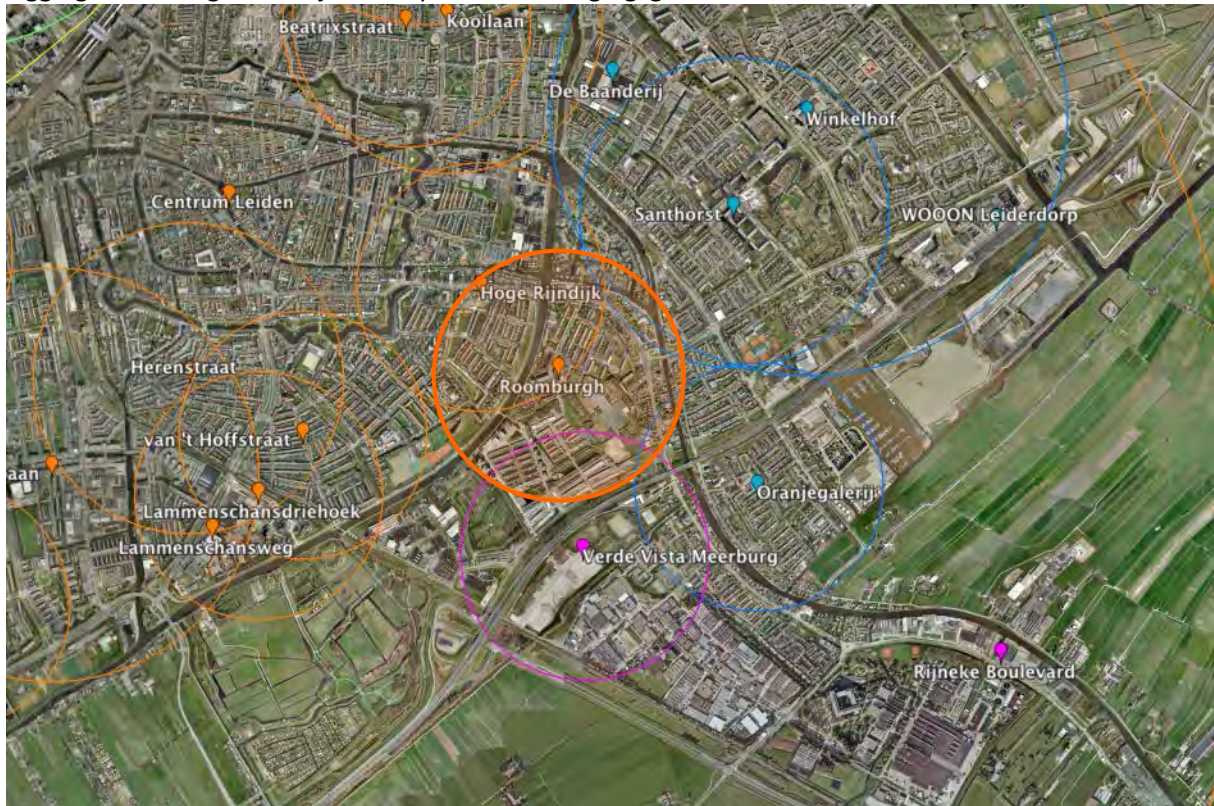 Beatrixstraat
Kooilaan
De Baanderij
Winkelhof
Centrum Leiden
Santhorst
WOOON Leiderdorp
Hoge Rijndijk
Herenstraat
Roomburgh
van 't Hoffstraat
aan
Lammenschansdriehoek
Oranjegalerij
Lammenschansweg
Verde Vista Meerburg
Rijneke Boulevard